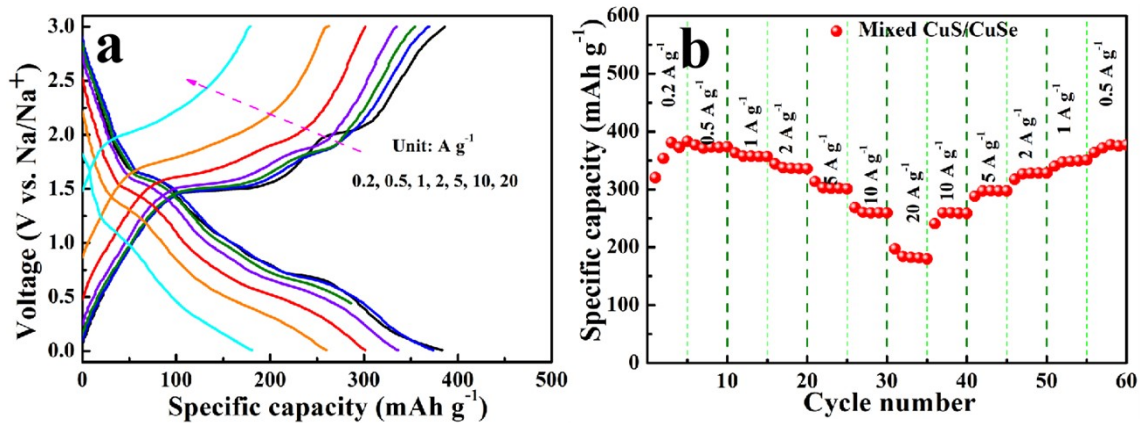 a
Voltage (V vs. Na/Na⁺)
3.0
2.5
2.0
1.5
1.0
0.5
0.0
Unit: A g⁻¹
0.2, 0.5, 1, 2, 5, 10, 20
0 100 200 300 400 500
Specific capacity (mAh g⁻¹)
b
Mixed CuS/CuSe
Specific capacity (mAh g⁻¹)
600
500
400
300
200
100
0
0.2 A g⁻¹
0.5 A g⁻¹
1 A g⁻¹
2 A g⁻¹
5 A g⁻¹
10 A g⁻¹
20 A g⁻¹
10 A g⁻¹
5 A g⁻¹
2 A g⁻¹
1 A g⁻¹
0.5 A g⁻¹
10 20 30 40 50 60
Cycle number